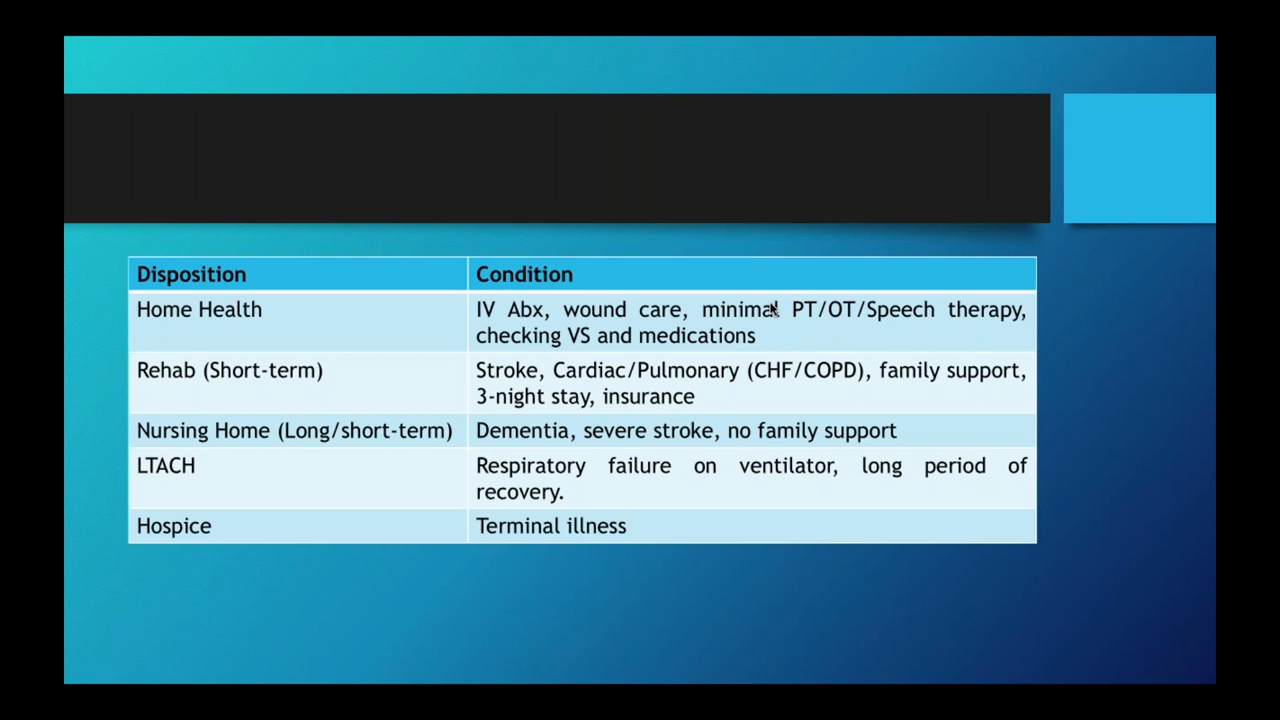 Disposition
Condition
Home Health
IV Abx, wound care, minimal PT/OT/Speech therapy,
checking VS and medications
Rehab (Short-term)
Stroke, Cardiac/Pulmonary (CHF/COPD), family support,
3-night stay, insurance
Nursing Home (Long/short-term)
Dementia, severe stroke, no family support
LTACH
Respiratory failure on ventilator, long period of
recovery.
Hospice
Terminal illness